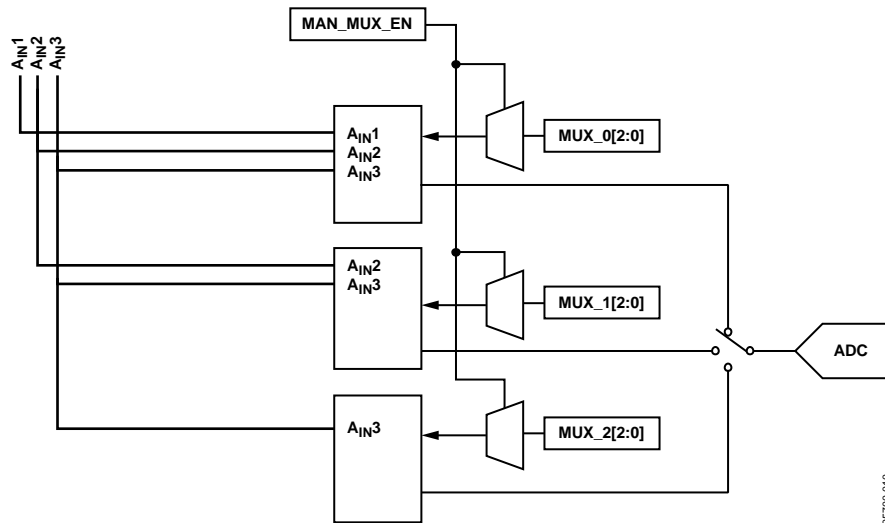 MAN_MUX_EN
AIN1
AIN2
AIN3
AIN1
AIN2
AIN3
MUX_0[2:0]
AIN2
AIN3
MUX_1[2:0]
ADC
AIN3
MUX_2[2:0]